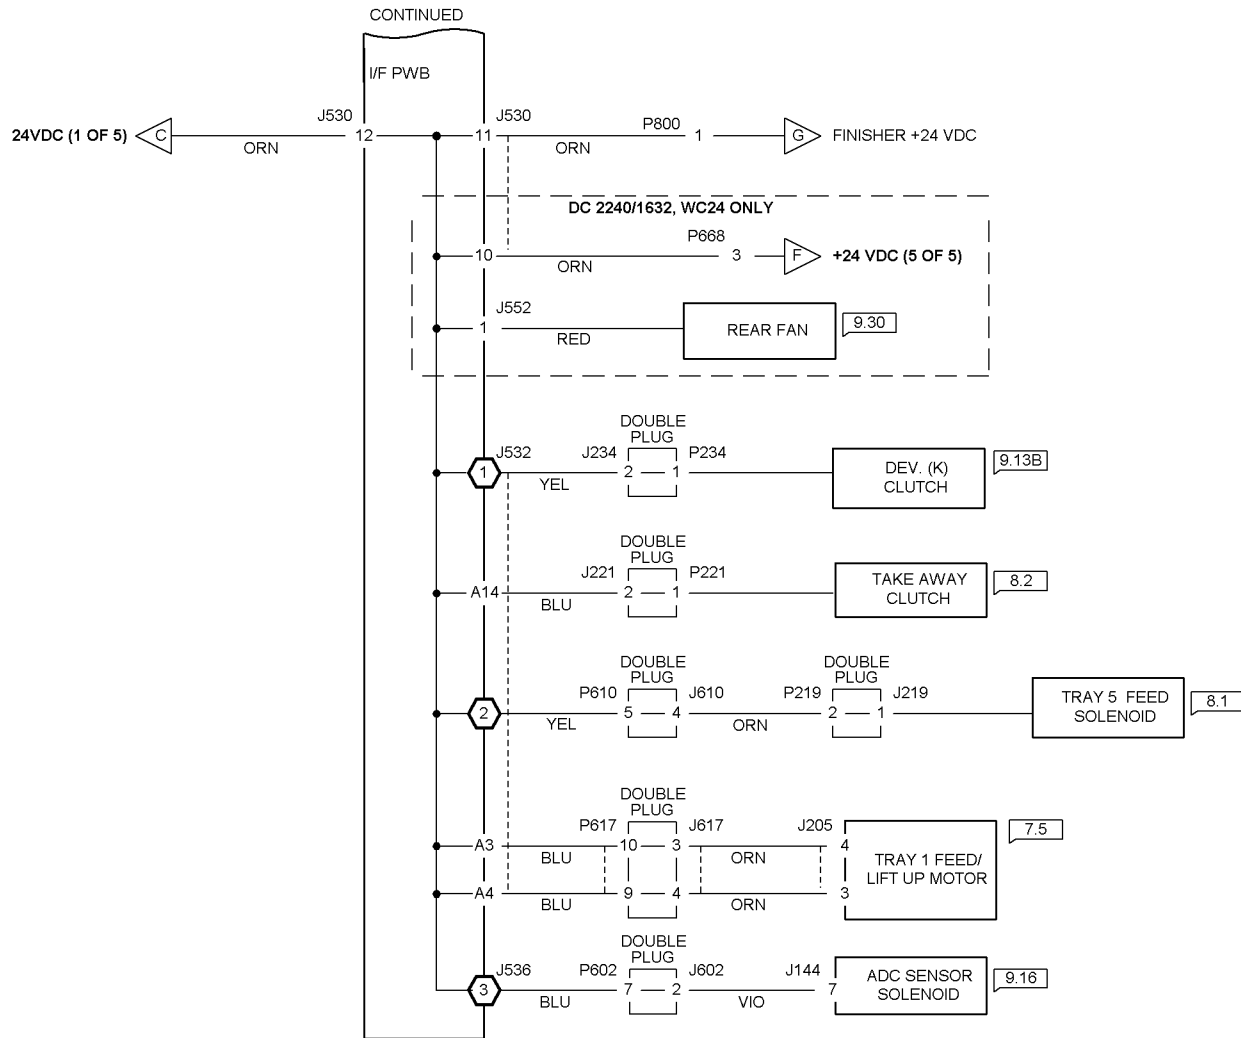 CONTINUED
I/F PWB
24VDC (1 OF 5) C ORN J530 12 11 J530 ORN P800 1 G FINISHER +24 VDC
DC 2240/1632, WC24 ONLY
10 ORN P668 3 F +24 VDC (5 OF 5)
1 J552 RED REAR FAN 9.30
DOUBLE
PLUG
1 J532 YEL J234 2 1 P234
DEV. (K)
CLUTCH
9.13B
DOUBLE
PLUG
A14 BLU J221 2 1 P221
TAKE AWAY
CLUTCH
8.2
DOUBLE
PLUG
DOUBLE
PLUG
2 YEL P610 5 4 J610 ORN P219 2 1 J219
TRAY 5 FEED
SOLENOID
8.1
DOUBLE
PLUG
P617 J617 J205
A3 BLU 10 3 ORN 4
A4 BLU 9 4 ORN 3
TRAY 1 FEED/
LIFT UP MOTOR
7.5
DOUBLE
PLUG
3 J536 BLU P602 7 2 J602 VIO J144 7
ADC SENSOR
SOLENOID
9.16